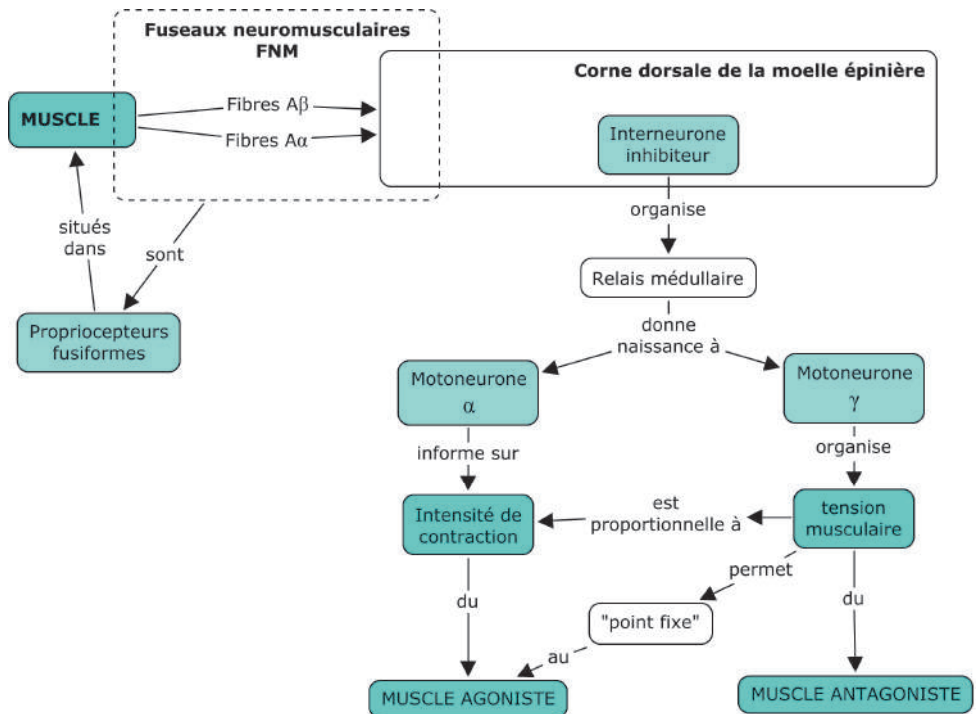 Fuseaux neuromusculaires
FNM
Corne dorsale de la moelle épinière
MUSCLE
Fibres Aβ
Fibres Aα
Interneurone
inhibiteur
situés
dans
sont
organise
Relais médullaire
Propriocepteurs
fusiformes
donne
naissance à
Motoneurone
α
Motoneurone
γ
informe sur
organise
Intensité de
contraction
est
proportionnelle à
tension
musculaire
permet
du
"point fixe"
du
au
MUSCLE AGONISTE
MUSCLE ANTAGONISTE